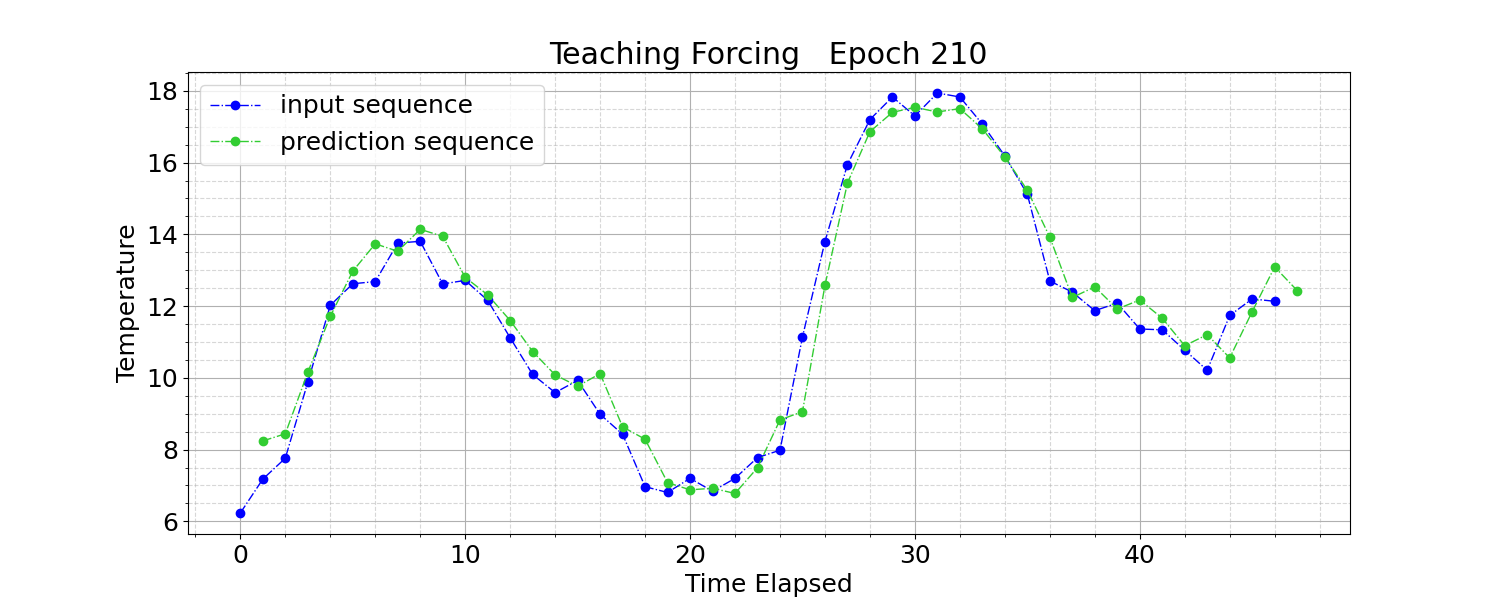 Teaching Forcing   Epoch 210
input sequence
prediction sequence
Temperature
18
16
14
12
10
8
6
0 10 20 30 40
Time Elapsed